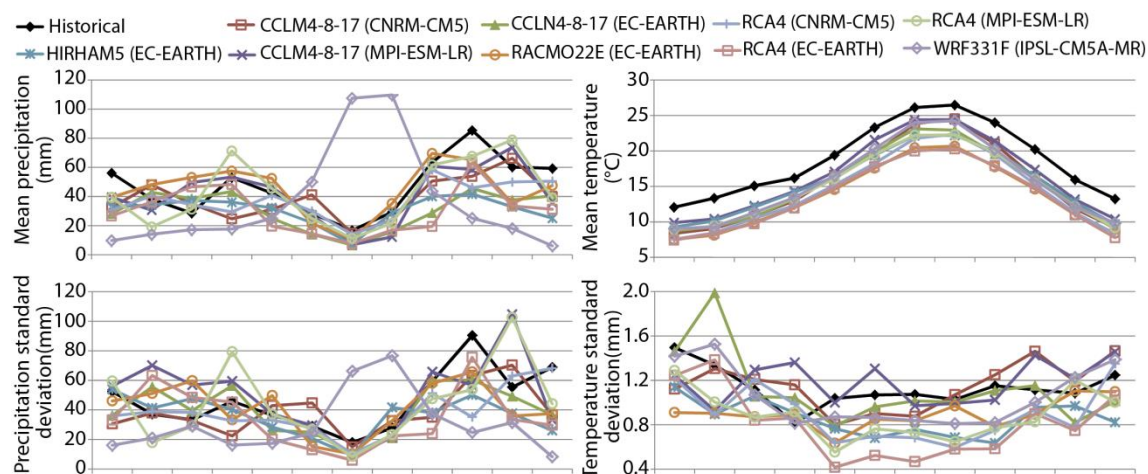 Historical CCLM4-8-17 (CNRM-CM5) CCLN4-8-17 (EC-EARTH) RCA4 (CNRM-CM5) RCA4 (MPI-ESM-LR)
HIRHAM5 (EC-EARTH) CCLM4-8-17 (MPI-ESM-LR) RACMO22E (EC-EARTH) RCA4 (EC-EARTH) WRF331F (IPSL-CM5A-MR)
Mean precipitation
(mm)
120
100
80
60
40
20
0
Mean temperature
(°C)
30
25
20
15
10
5
Precipitation standard
deviation(mm)
120
100
80
60
40
20
0
Temperature standard
deviation(mm)
2.0
1.6
1.2
0.8
0.4